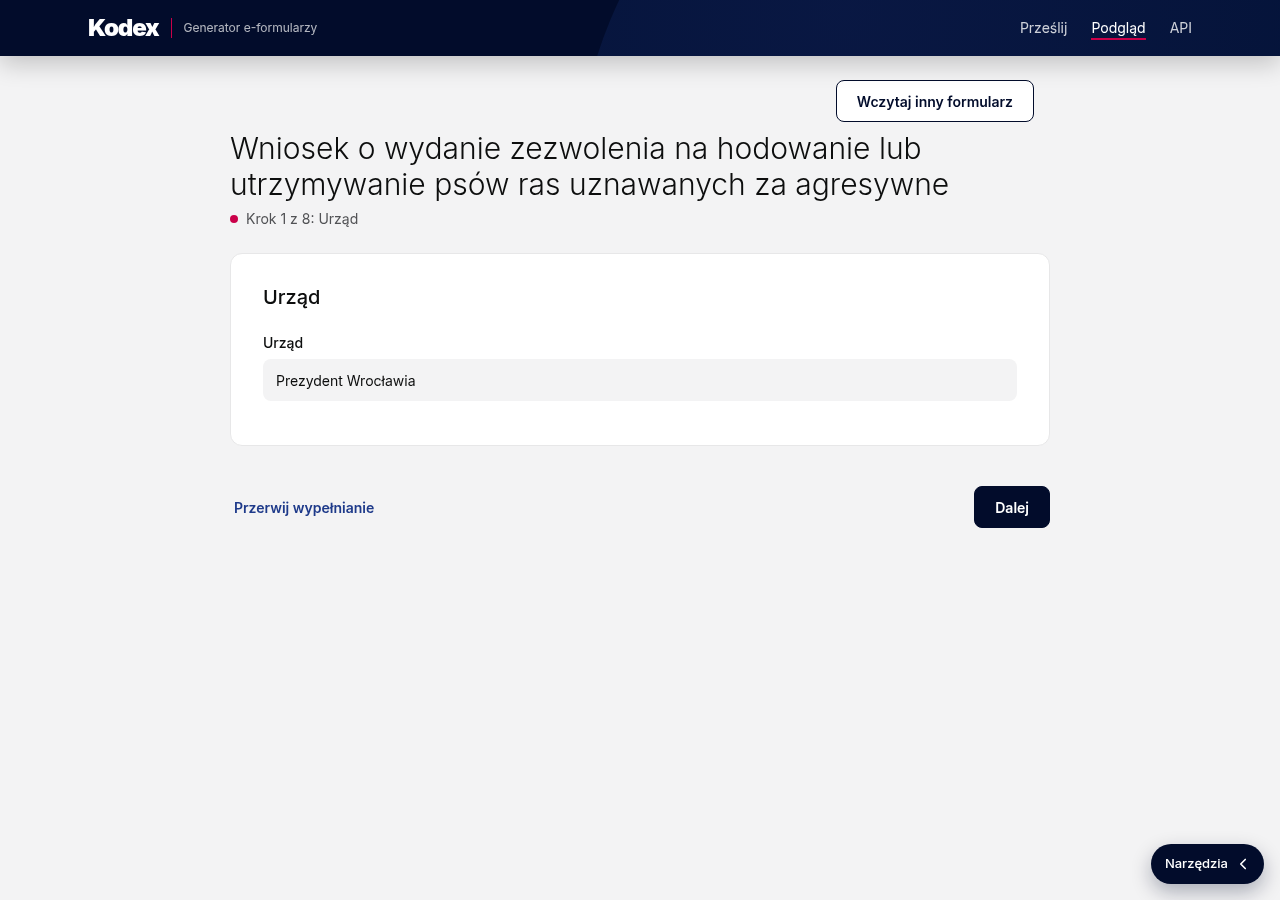 Kodex
Generator e-formularzy
Prześlij
Podgląd
API
Wczytaj inny formularz
Wniosek o wydanie zezwolenia na hodowanie lub
utrzymywanie psów ras uznawanych za agresywne
Krok 1 z 8: Urząd
Urząd
Urząd
Prezydent Wrocławia
Przerwij wypełnianie
Dalej
Narzędzia